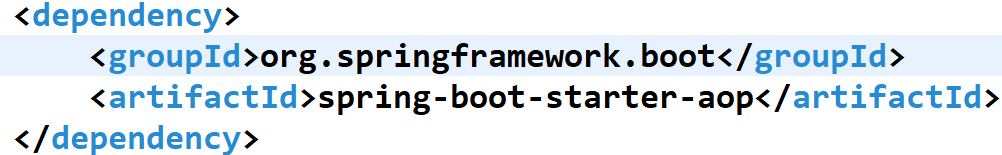 <dependency>
    <groupId>org.springframework.boot</groupId>
    <artifactId>spring-boot-starter-aop</artifactId>
</dependency>